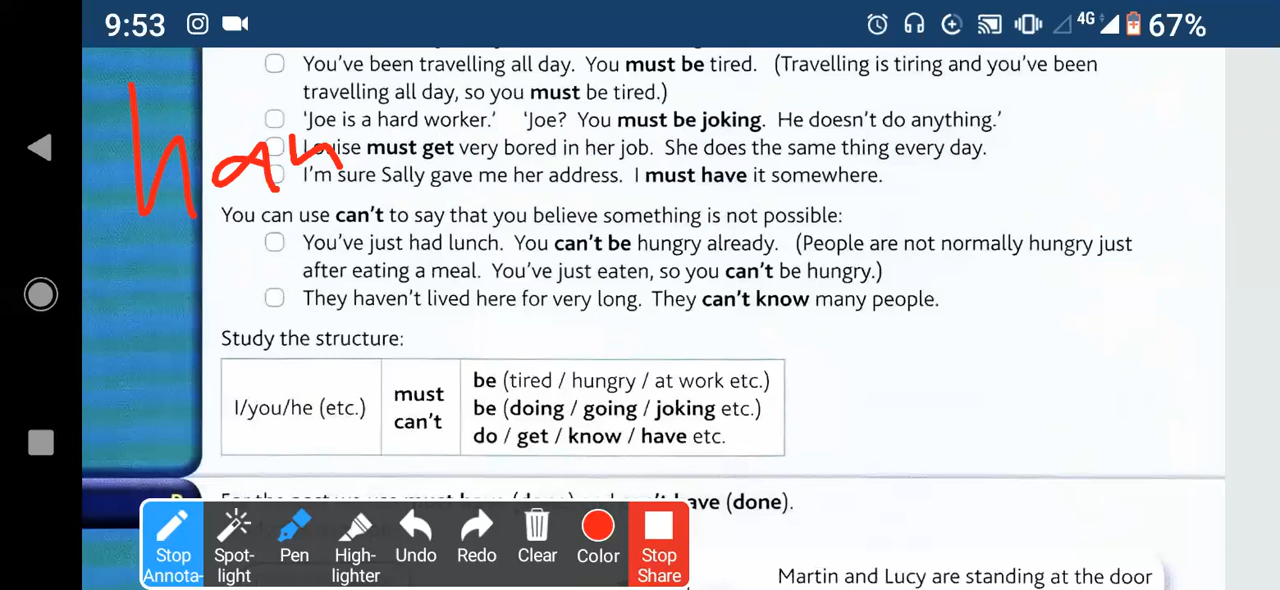 9:53
4G 67%
You've been travelling all day. You must be tired. (Travelling is tiring and you've been
travelling all day, so you must be tired.)
'Joe is a hard worker.' 'Joe? You must be joking. He doesn't do anything.'
Louise must get very bored in her job. She does the same thing every day.
I'm sure Sally gave me her address. I must have it somewhere.
han
You can use can't to say that you believe something is not possible:
You've just had lunch. You can't be hungry already. (People are not normally hungry just
after eating a meal. You've just eaten, so you can't be hungry.)
They haven't lived here for very long. They can't know many people.
Study the structure:
I/you/he (etc.)
must
can't
be (tired / hungry / at work etc.)
be (doing / going / joking etc.)
do / get / know / have etc.
have (done).
Stop Annota-
Spot-light
Pen
High-lighter
Undo
Redo
Clear
Color
Stop Share
Martin and Lucy are standing at the door